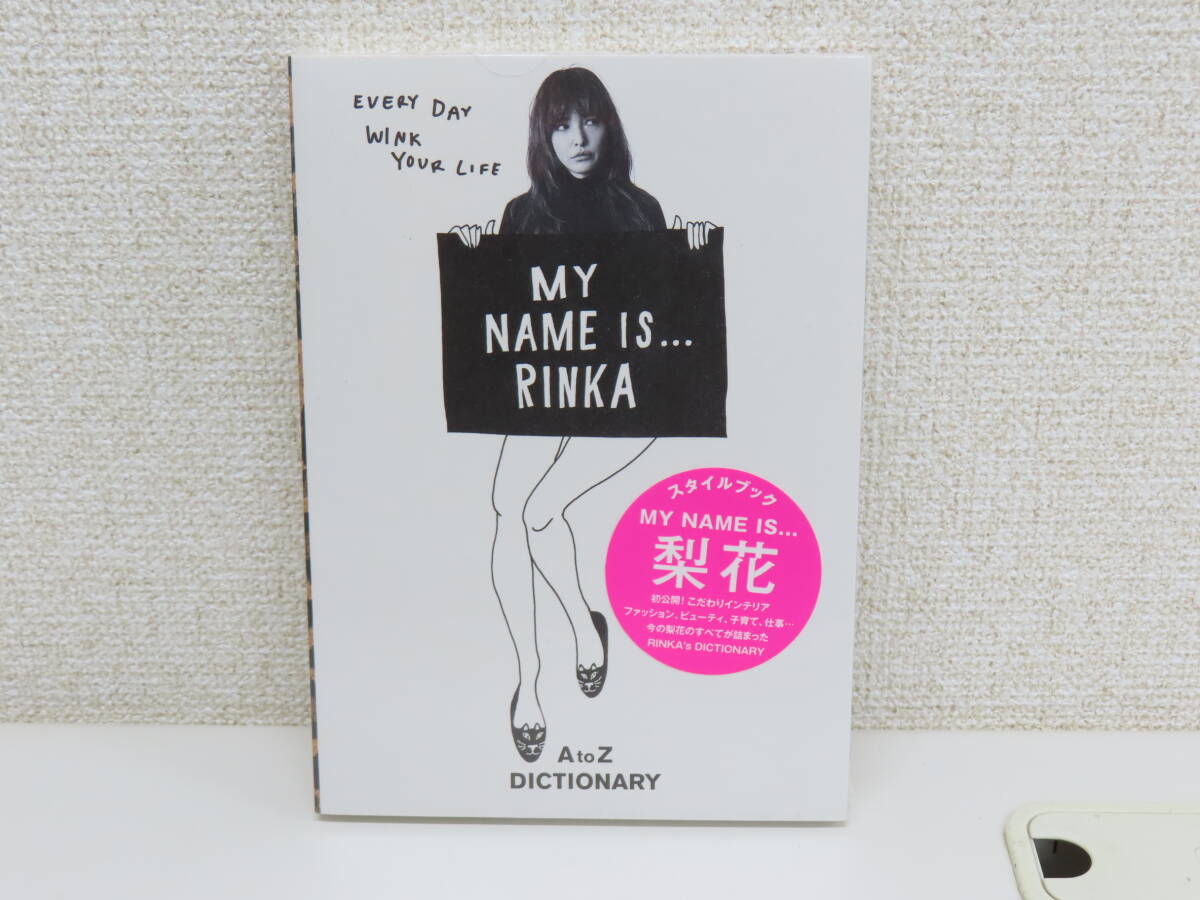 EVERY DAY
WINK
YOUR LIFE
MY
NAME IS...
RINKA
スタイルブック
MY NAME IS...
梨花
初公開!こだわりインテリア
ファッション、ビューティ、子育て、仕事…
今の梨花のすべてが詰まった
RINKA's DICTIONARY
A to Z
DICTIONARY